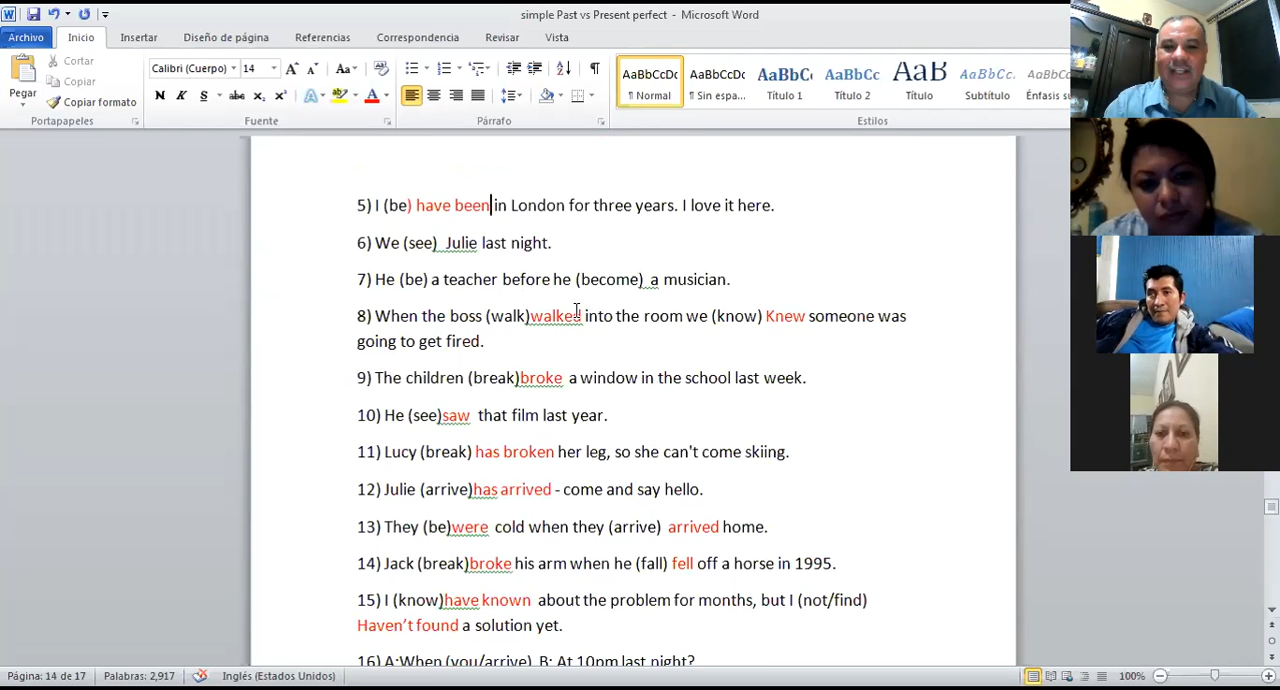 simple Past vs Present perfect - Microsoft Word
Archivo Inicio Insertar Diseño de página Referencias Correspondencia Revisar Vista
Pegar
Cortar
Copiar
Copiar formato
Portapapeles
Calibri (Cuerpo) 14
N K S abc x₂ x²
Fuente
Párrafo
AaBbCcDc AaBbCcDc AaBbC AaBbCc AaB AaBbCc. AaBbCc
¶ Normal ¶ Sin espa... Título 1 Título 2 Título Subtítulo Énfasis su
Estilos
5) I (be) have been in London for three years. I love it here.
6) We (see) Julie last night.
7) He (be) a teacher before he (become) a musician.
8) When the boss (walk)walked into the room we (know) Knew someone was
going to get fired.
9) The children (break)broke a window in the school last week.
10) He (see)saw that film last year.
11) Lucy (break) has broken her leg, so she can't come skiing.
12) Julie (arrive)has arrived - come and say hello.
13) They (be)were cold when they (arrive) arrived home.
14) Jack (break)broke his arm when he (fall) fell off a horse in 1995.
15) I (know)have known about the problem for months, but I (not/find)
Haven't found a solution yet.
16) A:When (you/arrive) B: At 10pm last night?
Página: 14 de 17 Palabras: 2,917 Inglés (Estados Unidos) 100%